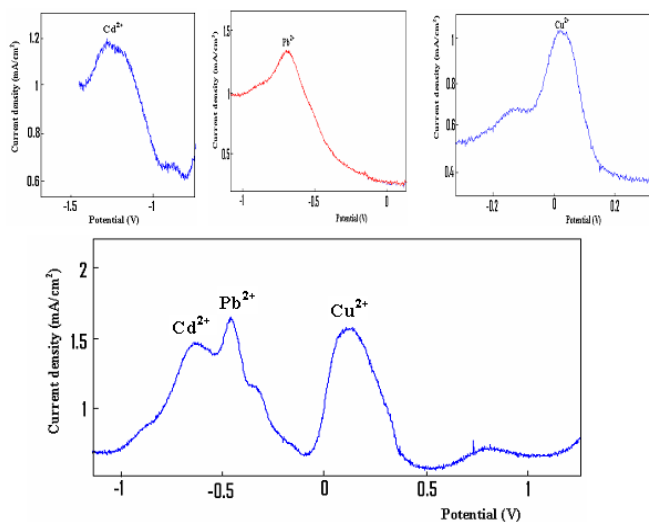 Cd2+
Current density (mA/cm2)
1.2
1
0.8
0.6
-1.5
-1
Potential (V)
Pb2+
Current density (mA/cm2)
1
0.5
-1
-0.5
0
Potential (V)
Cu2+
Current density (mA/cm2)
1
0.8
0.6
0.4
-0.2
0
0.2
Potential (V)
Cd2+
Pb2+
Cu2+
Current density (mA/cm2)
2
1.5
1
-1
-0.5
0
0.5
1
Potential (V)